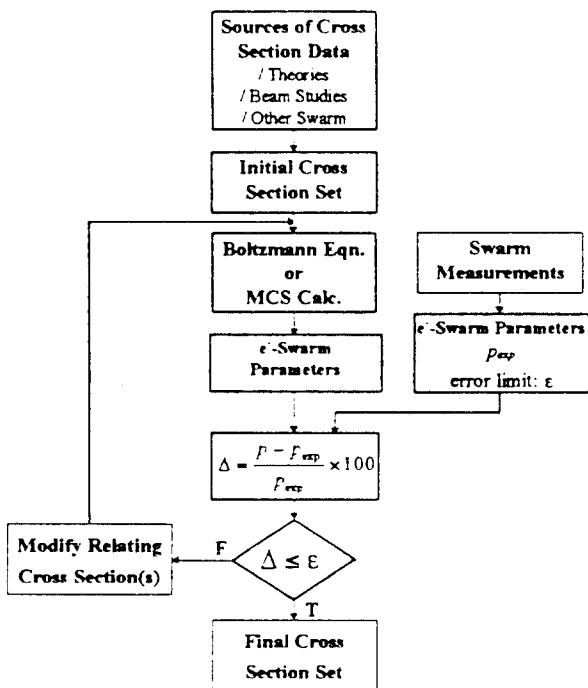 Sources of Cross
Section Data
/ Theories
/ Beam Studies
/ Other Swarm
Initial Cross
Section Set
Boltzmann Eqn.
or
MCS Calc.
e⁻-Swarm
Parameters
Swarm
Measurements
e⁻-Swarm Parameters
p_exp
error limit: ε
Δ = (p − p_exp) / p_exp × 100
Modify Relating
Cross Section(s)
F
Δ ≤ ε
T
Final Cross
Section Set